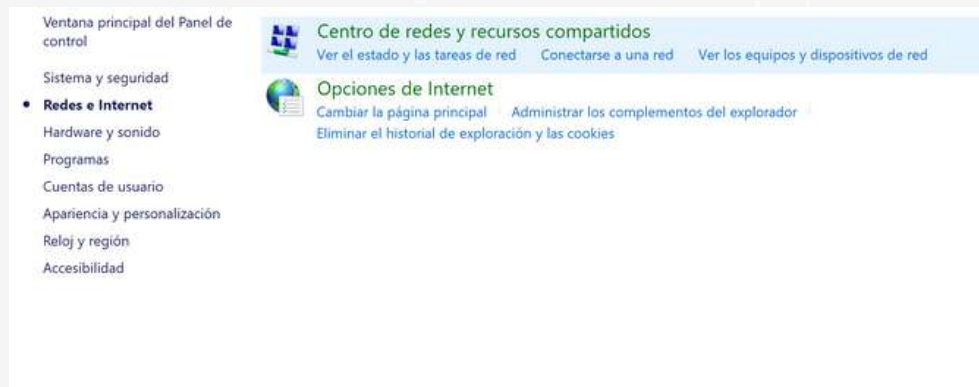 Ventana principal del Panel de
control
Sistema y seguridad
Redes e Internet
Hardware y sonido
Programas
Cuentas de usuario
Apariencia y personalización
Reloj y región
Accesibilidad
Centro de redes y recursos compartidos
Ver el estado y las tareas de red Conectarse a una red Ver los equipos y dispositivos de red
Opciones de Internet
Cambiar la página principal Administrar los complementos del explorador
Eliminar el historial de exploración y las cookies